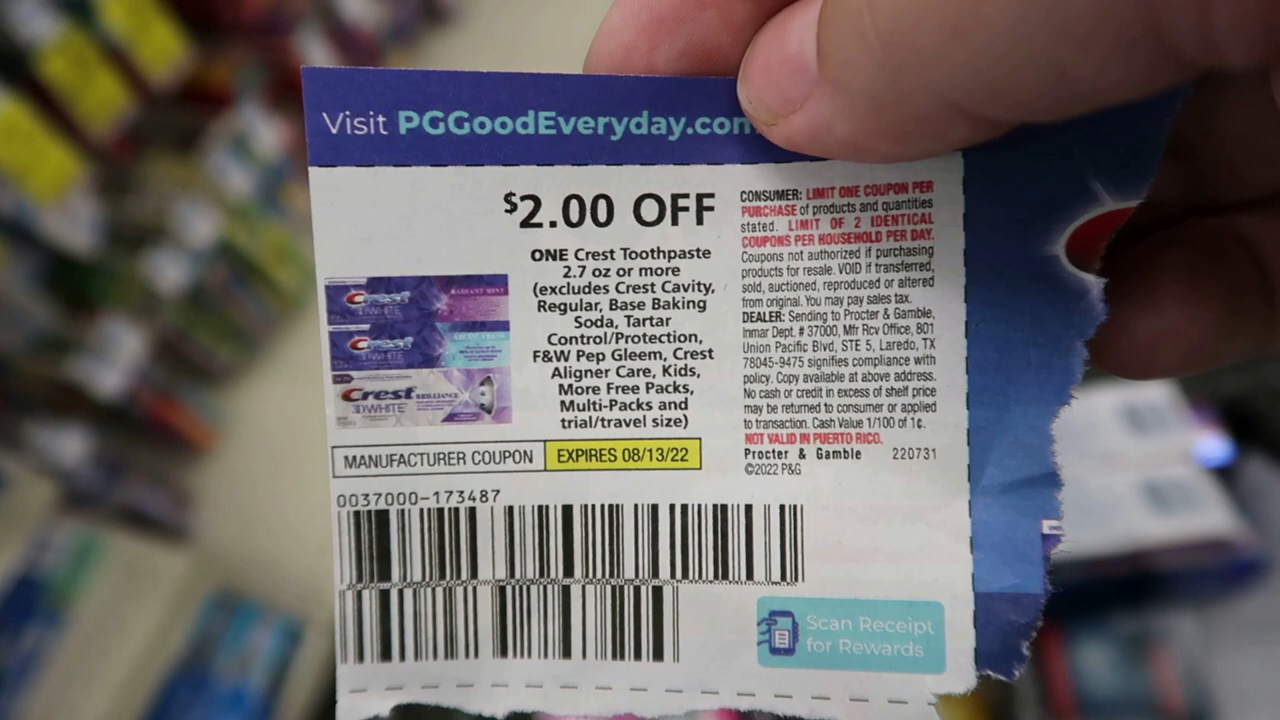 Visit PGGoodEveryday.com
$2.00 OFF
ONE Crest Toothpaste
2.7 oz or more
(excludes Crest Cavity,
Regular, Base Baking
Soda, Tartar
Control/Protection,
F&W Pep Gleem, Crest
Aligner Care, Kids,
More Free Packs,
Multi-Packs and
trial/travel size)
Crest
3DWHITE
RADIANT MINT
Crest
3DWHITE
Crest
3DWHITE
BRILLIANCE
MANUFACTURER COUPON
EXPIRES 08/13/22
0037000-173487
CONSUMER: LIMIT ONE COUPON PER
PURCHASE of products and quantities
stated. LIMIT OF 2 IDENTICAL
COUPONS PER HOUSEHOLD PER DAY.
Coupons not authorized if purchasing
products for resale. VOID if transferred,
sold, auctioned, reproduced or altered
from original. You may pay sales tax.
DEALER: Sending to Procter & Gamble,
Inmar Dept. # 37000, Mfr Rcv Office, 801
Union Pacific Blvd, STE 5, Laredo, TX
78045-9475 signifies compliance with
policy. Copy available at above address.
No cash or credit in excess of shelf price
may be returned to consumer or applied
to transaction. Cash Value 1/100 of 1¢.
NOT VALID IN PUERTO RICO.
Procter & Gamble 220731
©2022 P&G
Scan Receipt
for Rewards